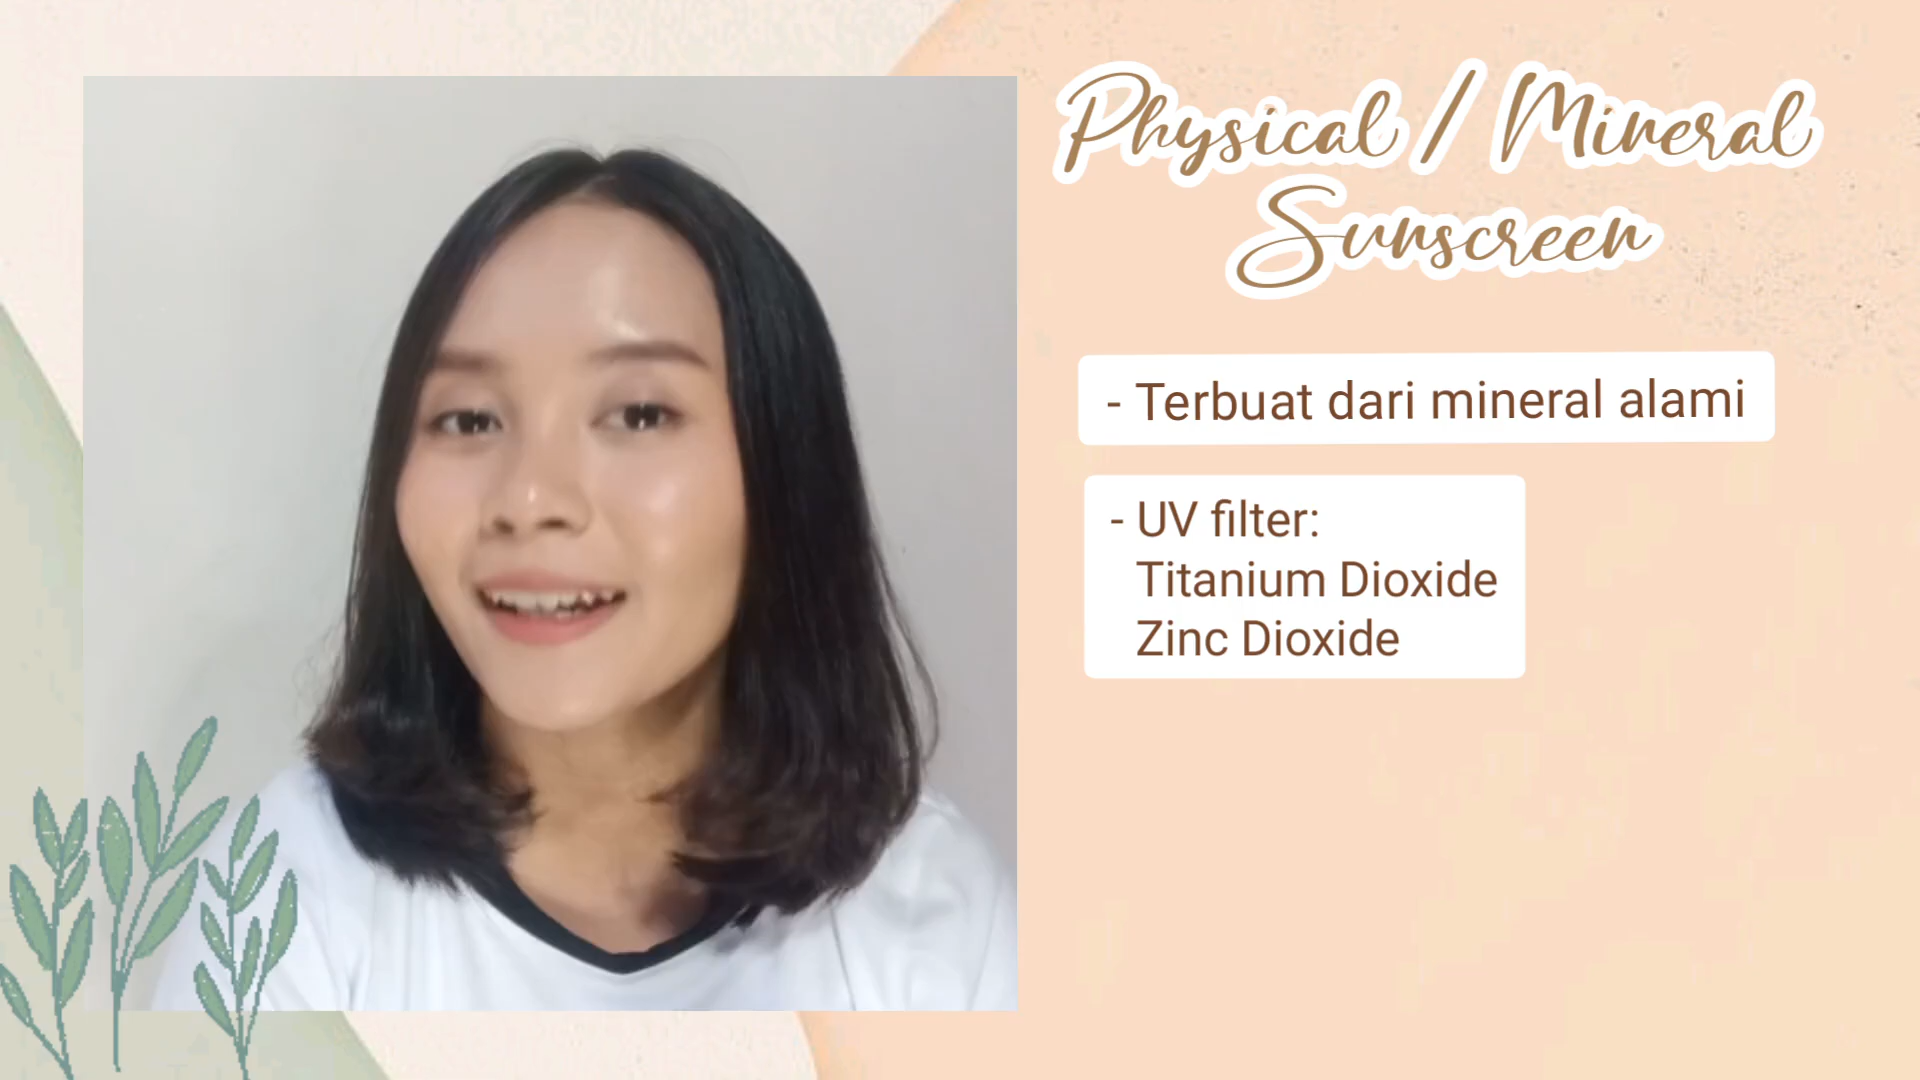 Physical / Mineral
Sunscreen
- Terbuat dari mineral alami
- UV filter:
Titanium Dioxide
Zinc Dioxide